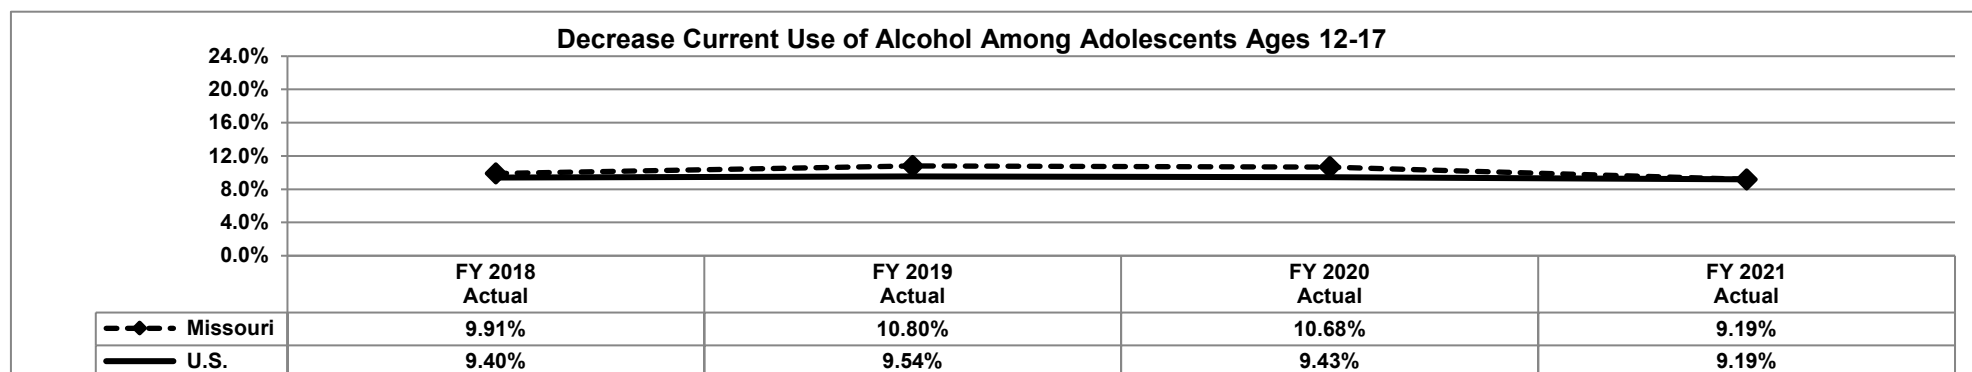 Decrease Current Use of Alcohol Among Adolescents Ages 12-17
24.0%
20.0%
16.0%
12.0%
8.0%
4.0%
0.0%
FY 2018 Actual FY 2019 Actual FY 2020 Actual FY 2021 Actual
Missouri 9.91% 10.80% 10.68% 9.19%
U.S. 9.40% 9.54% 9.43% 9.19%